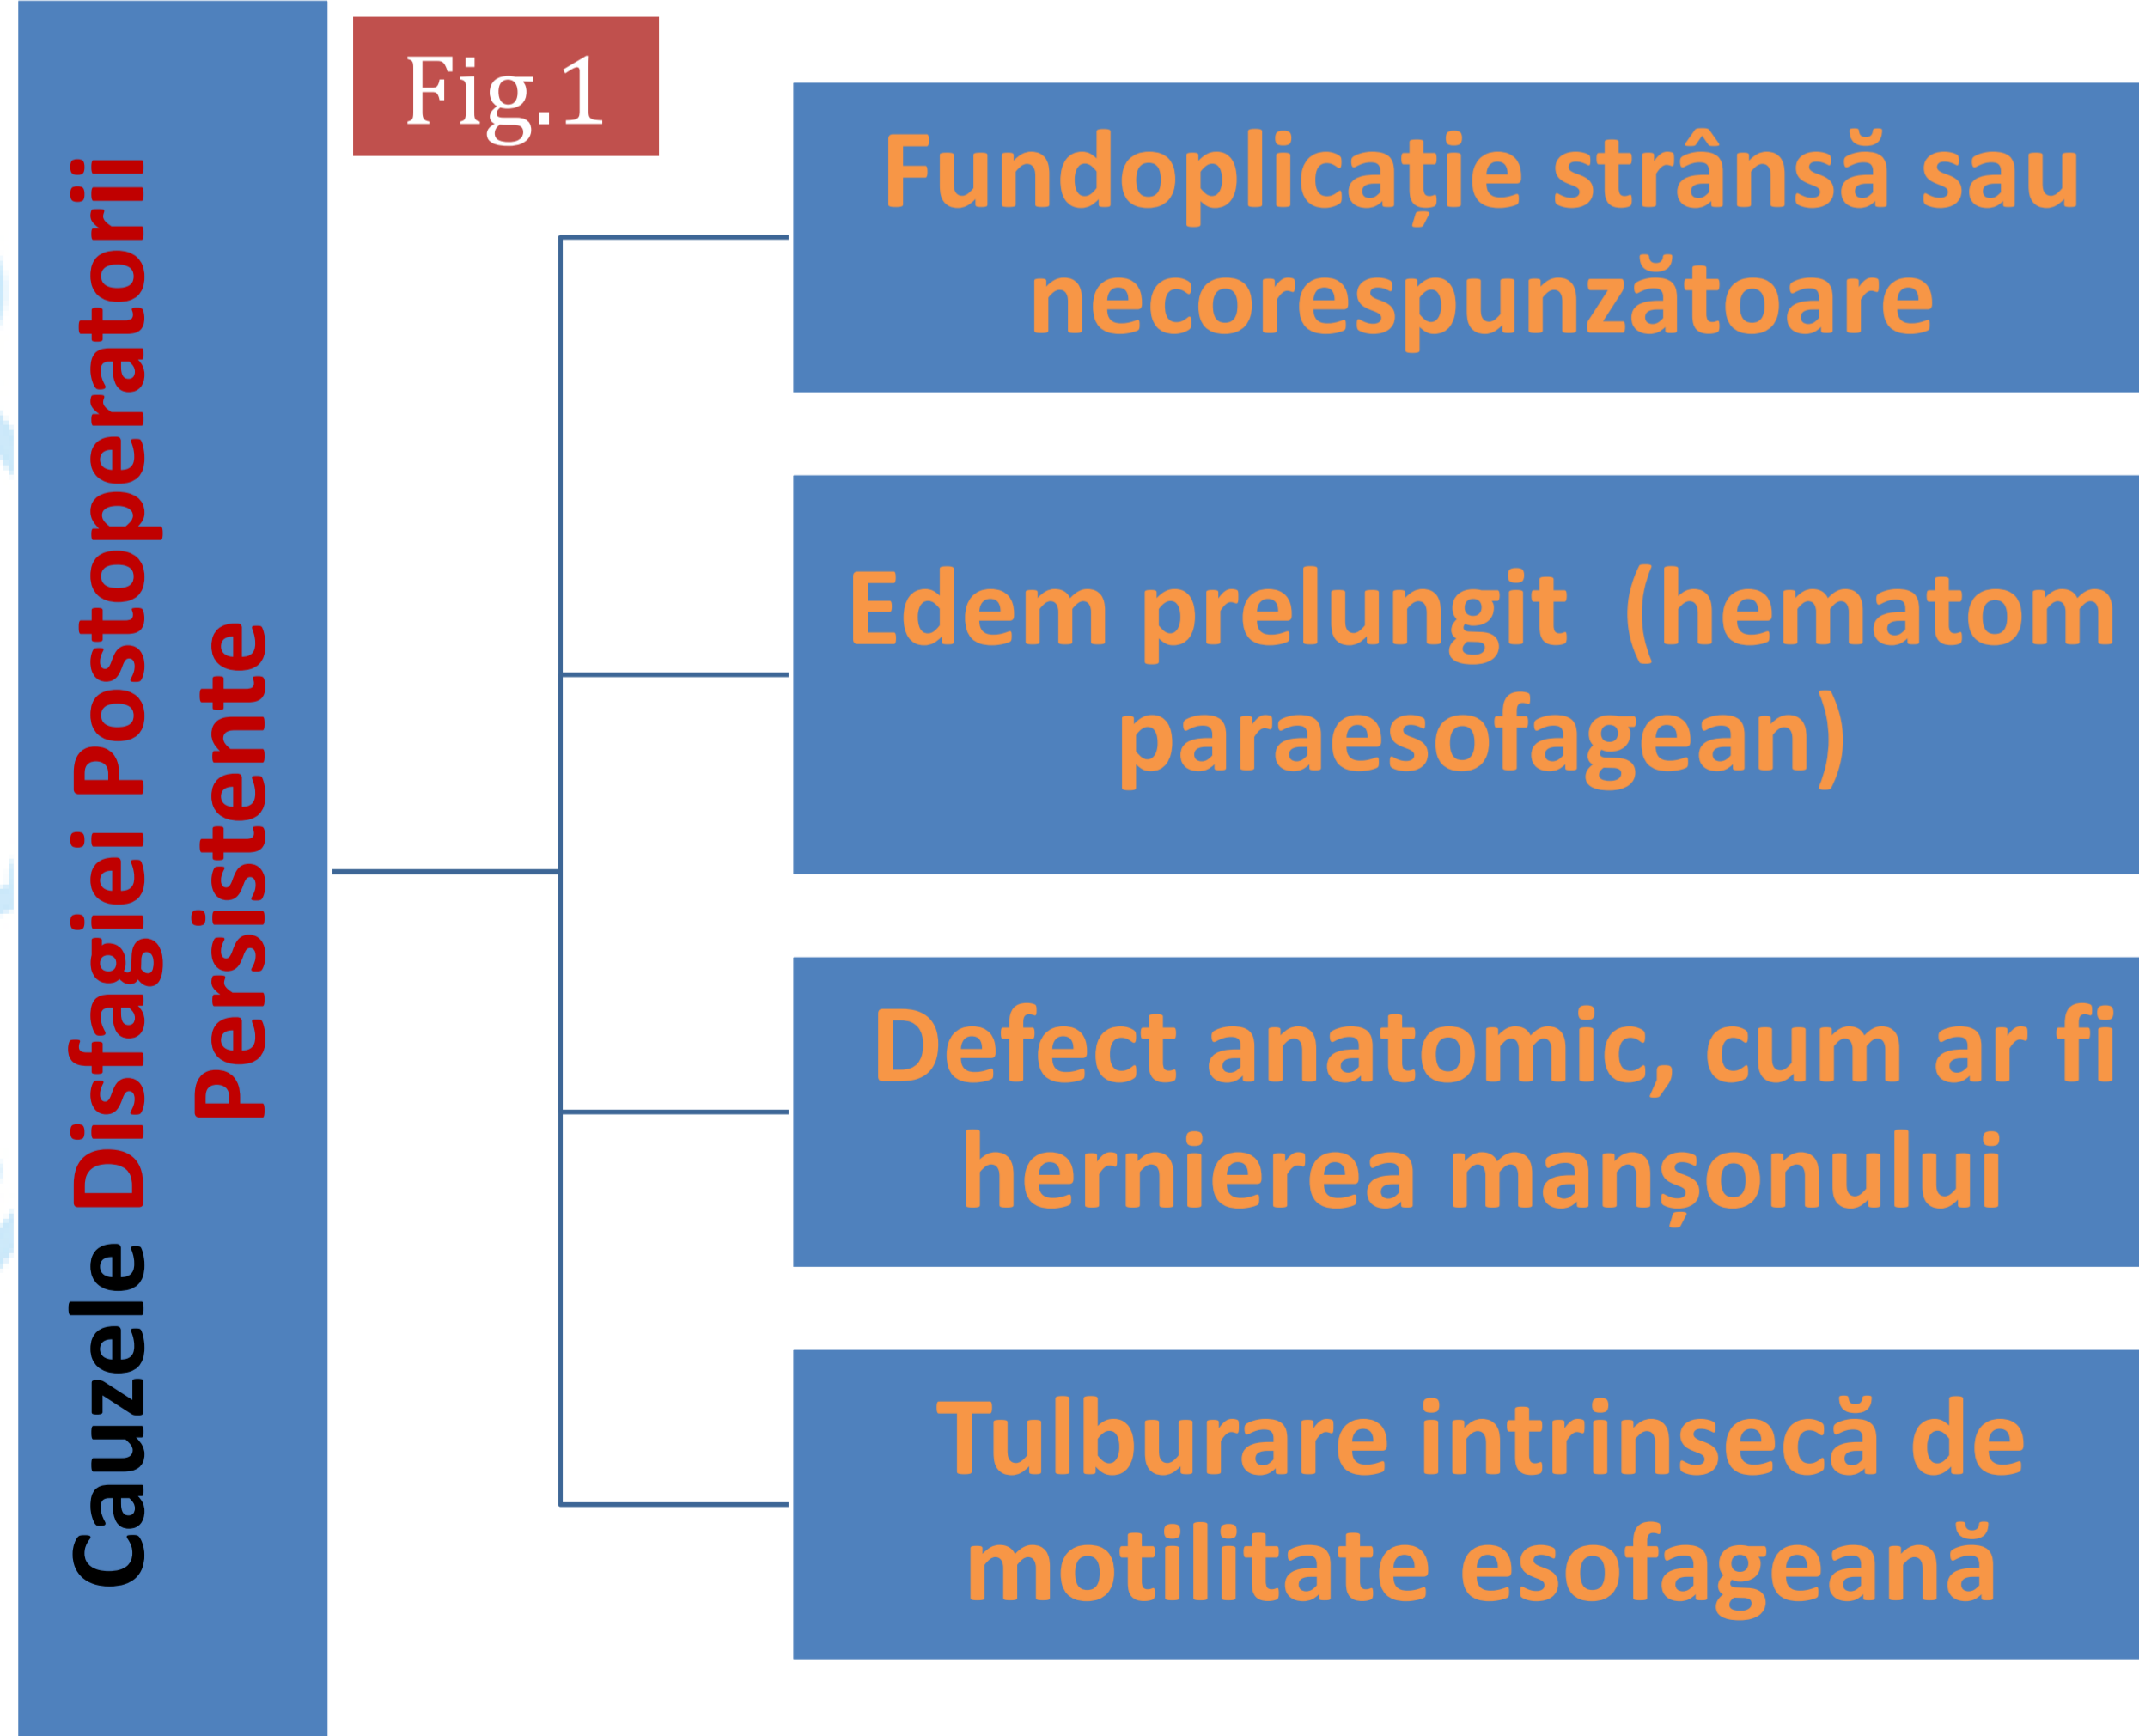 Cauzele Disfagiei Postoperatorii
Persistente
Fig.1
Fundoplicație strânsă sau
necorespunzătoare
Edem prelungit (hematom
paraesofagean)
Defect anatomic, cum ar fi
hernierea manșonului
Tulburare intrinsecă de
motilitate esofageană